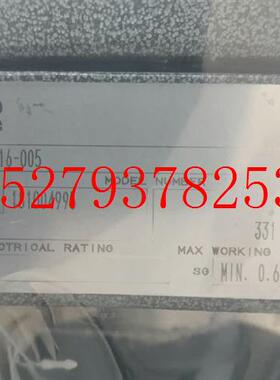 16-005
MODEL NUMBER
15279378253
CTRICAL RATING
331
MAX WORKING
SG MIN. 0.6